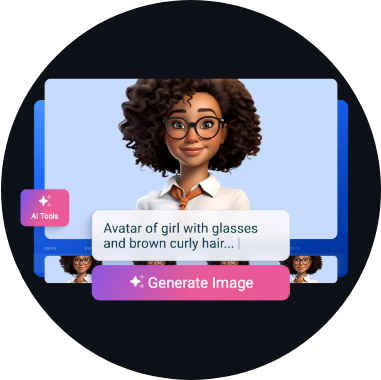 AI Tools
Avatar of girl with glasses
and brown curly hair...
Generate Image